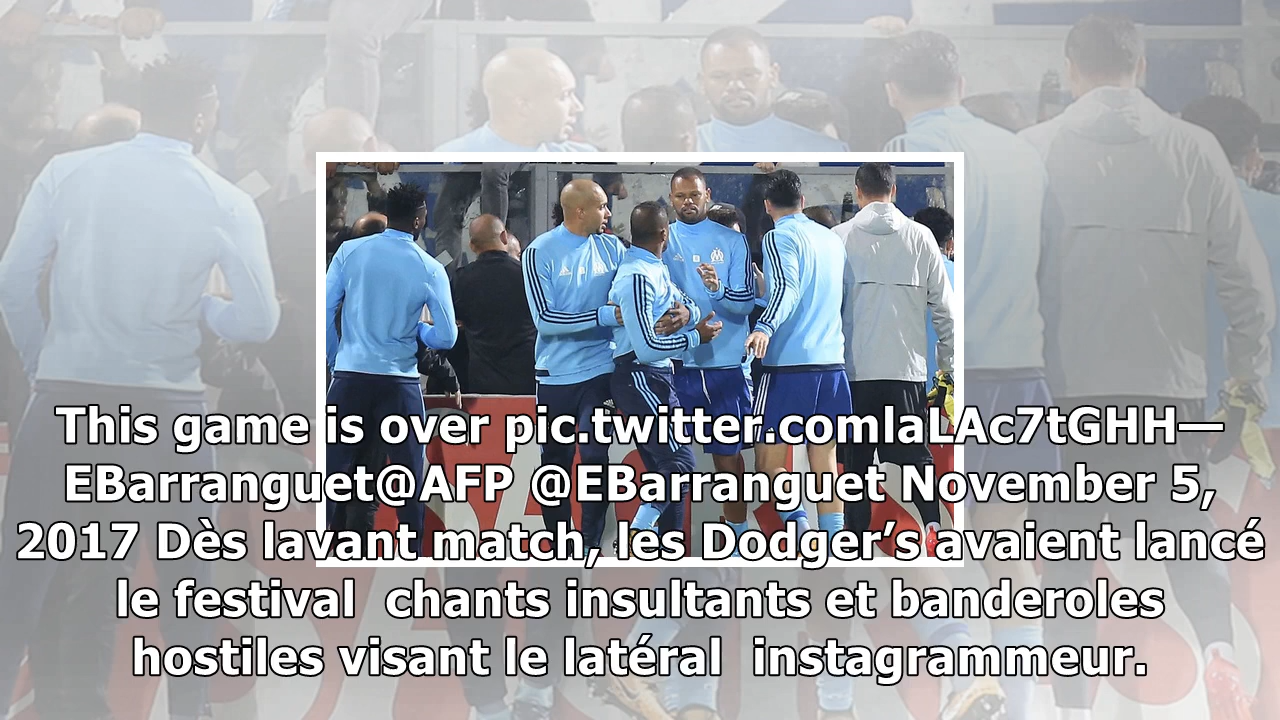 This game is over pic.twitter.comlaLAc7tGHH—
EBarranguet@AFP @EBarranguet November 5,
2017 Dès lavant match, les Dodger’s avaient lancé
le festival  chants insultants et banderoles
hostiles visant le latéral  instagrammeur.